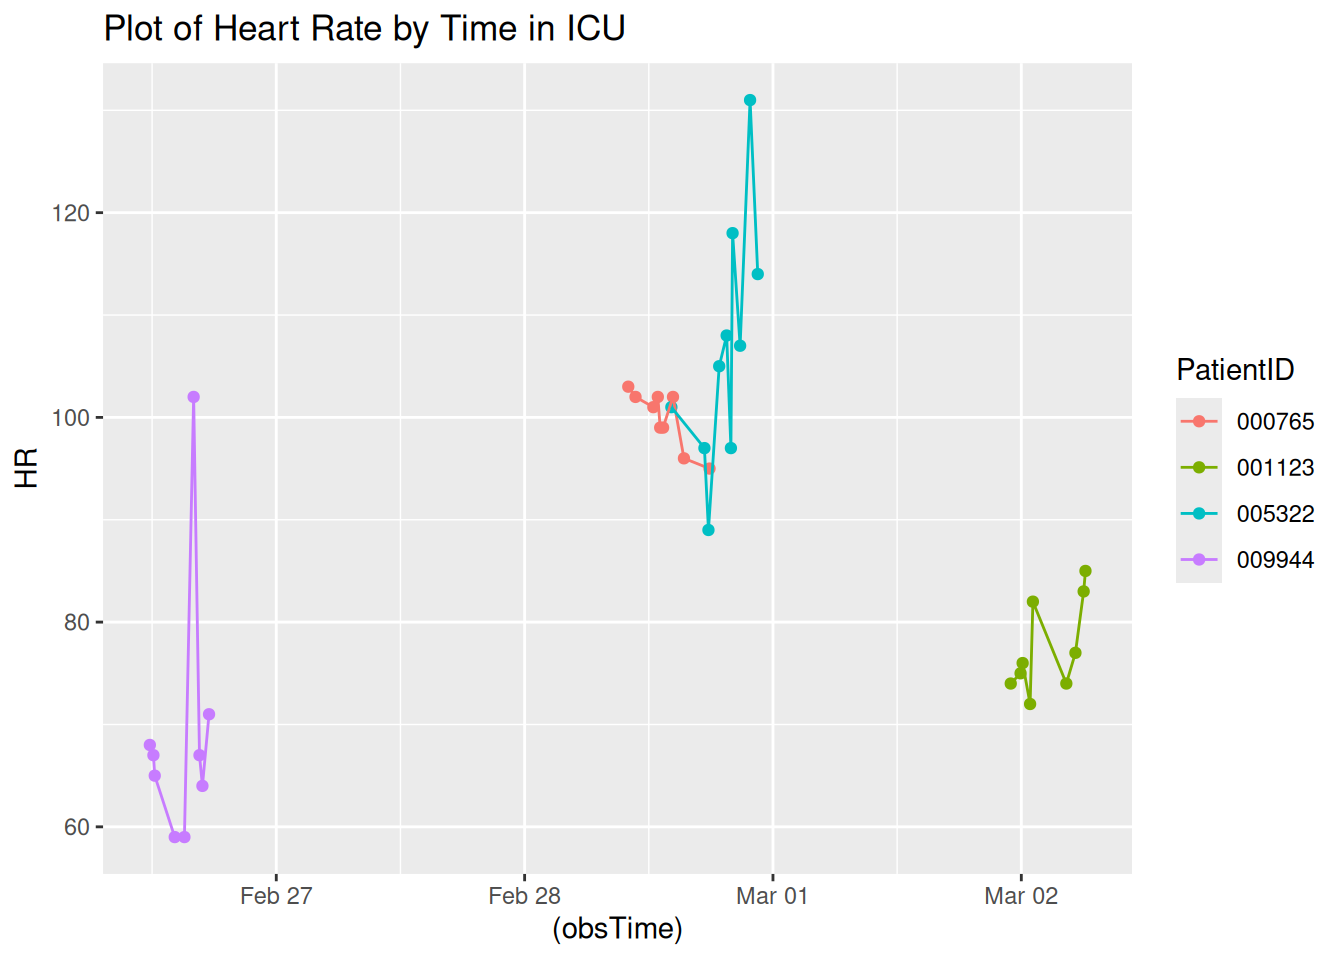 Plot of Heart Rate by Time in ICU
HR
120
100
80
60
Feb 27
Feb 28
Mar 01
Mar 02
(obsTime)
PatientID
000765
001123
005322
009944